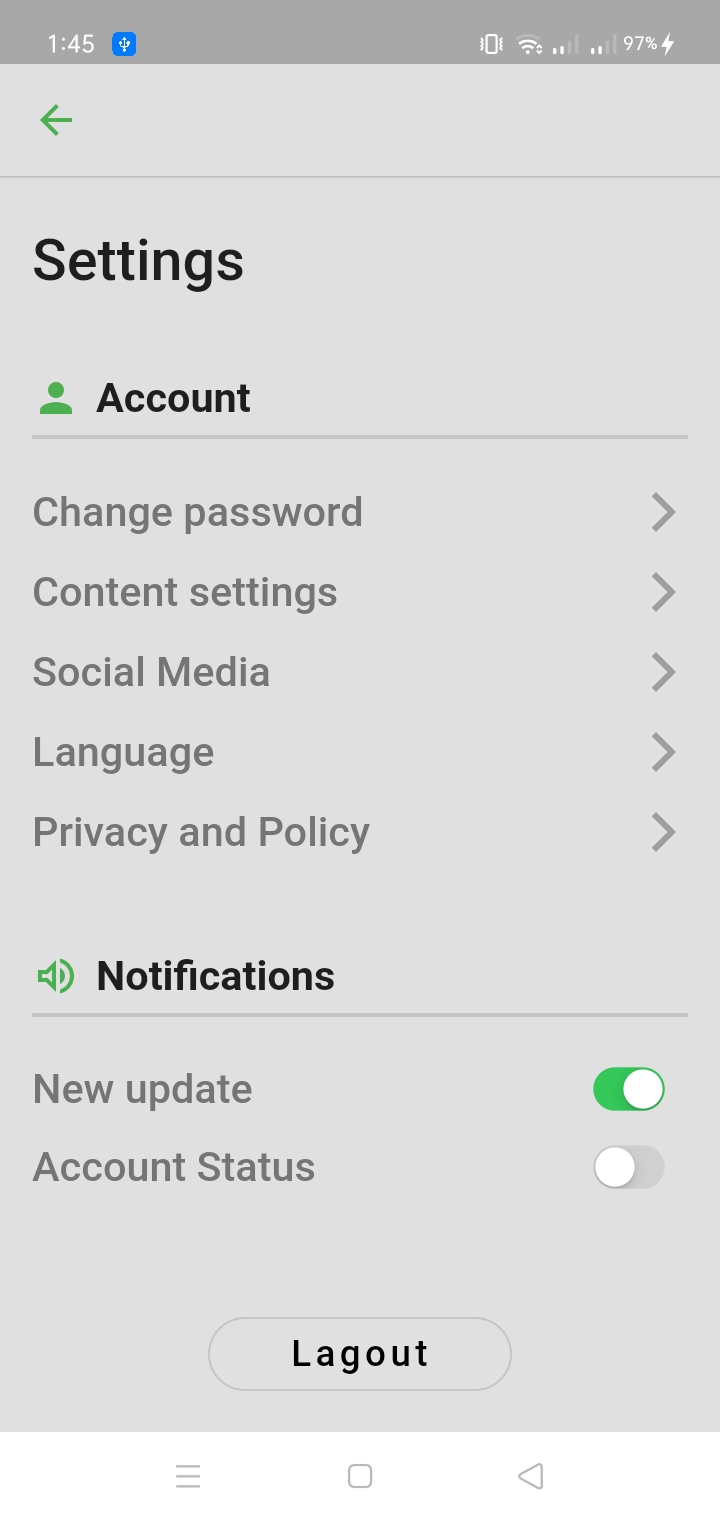 1:45 97%
Settings
Account
Change password
Content settings
Social Media
Language
Privacy and Policy
Notifications
New update
Account Status
Lagout